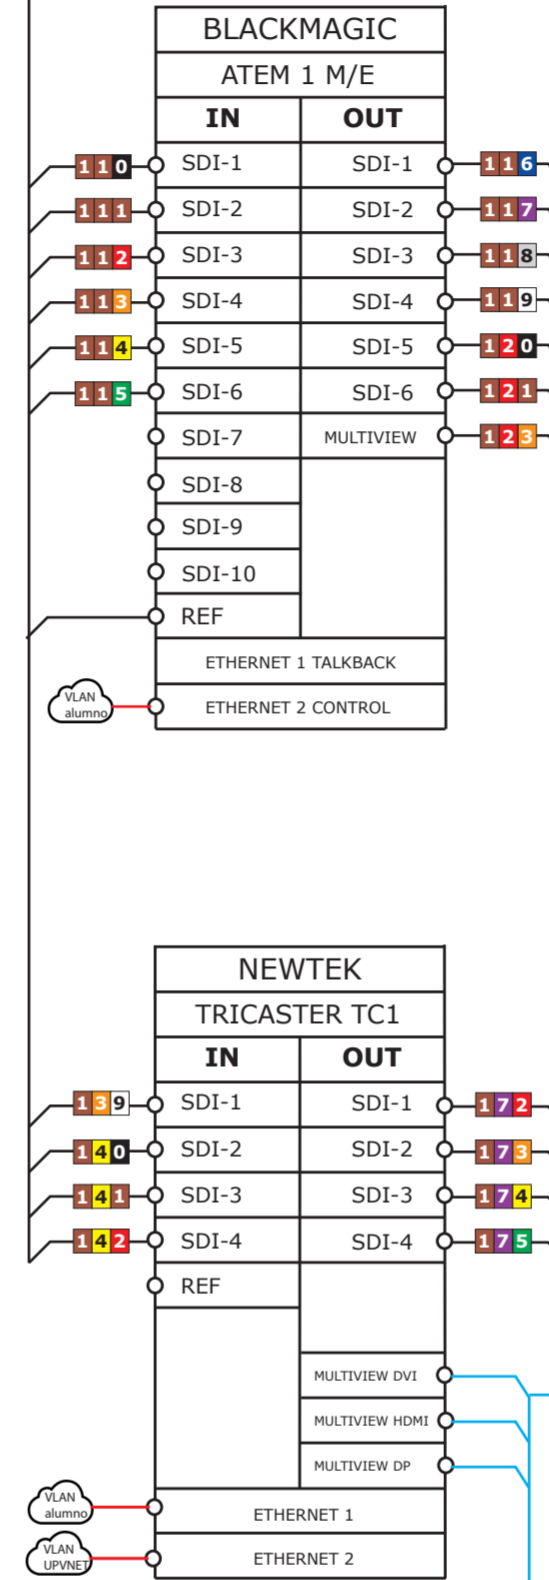 BLACKMAGIC
ATEM 1 M/E
IN OUT
110 SDI-1 SDI-1 116
111 SDI-2 SDI-2 117
112 SDI-3 SDI-3 118
113 SDI-4 SDI-4 119
114 SDI-5 SDI-5 120
115 SDI-6 SDI-6 121
SDI-7 MULTIVIEW 123
SDI-8
SDI-9
SDI-10
REF
ETHERNET 1 TALKBACK
VLAN
alumno
ETHERNET 2 CONTROL
NEWTEK
TRICASTER TC1
IN OUT
139 SDI-1 SDI-1 172
140 SDI-2 SDI-2 173
141 SDI-3 SDI-3 174
142 SDI-4 SDI-4 175
REF
MULTIVIEW DVI
MULTIVIEW HDMI
MULTIVIEW DP
VLAN
alumno
ETHERNET 1
VLAN
UPVNET
ETHERNET 2